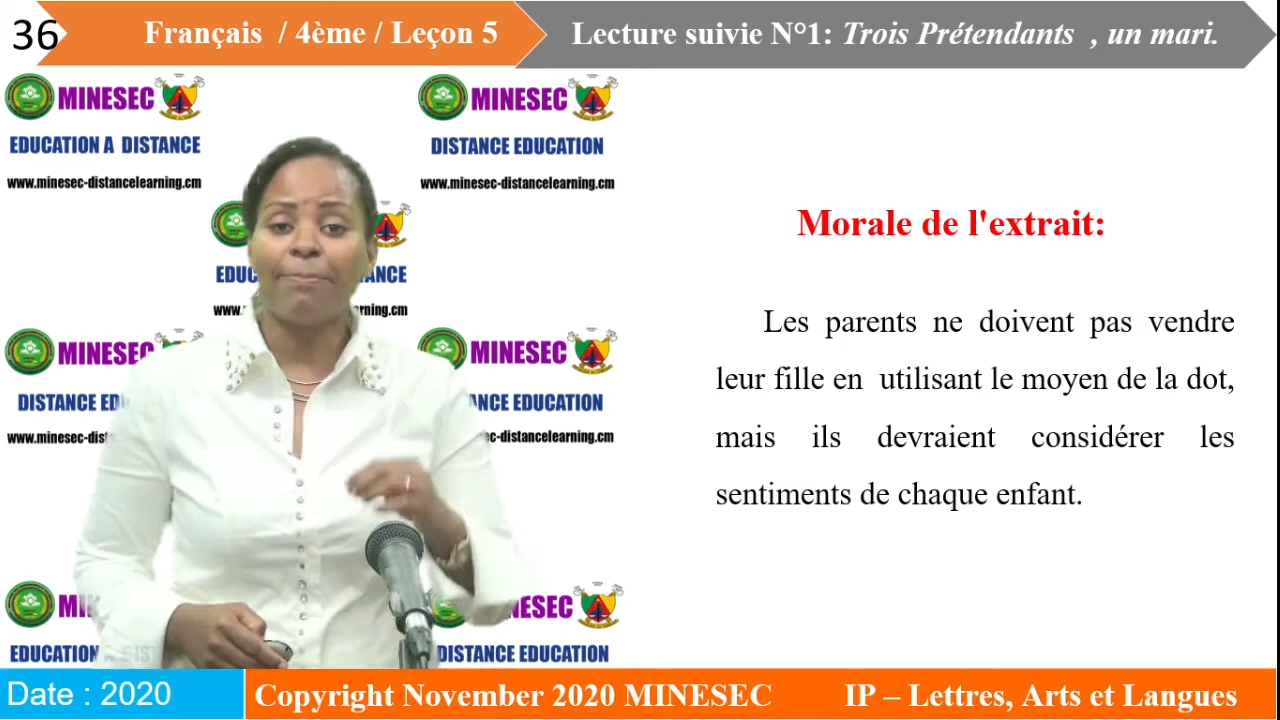 36
Français / 4ème / Leçon 5
Lecture suivie N°1: Trois Prétendants , un mari.
MINESEC
EDUCATION A DISTANCE
www.minesec-distancelearning.cm
MINESEC
DISTANCE EDUCATION
www.minesec-distancelearning.cm
MINESEC
DISTANCE
MINESEC
EDUCATION
MINESEC
DISTANCE EDUCATION
Morale de l'extrait:
Les parents ne doivent pas vendre
leur fille en utilisant le moyen de la dot,
mais ils devraient considérer les
sentiments de chaque enfant.
Date : 2020
Copyright November 2020 MINESEC
IP – Lettres, Arts et Langues